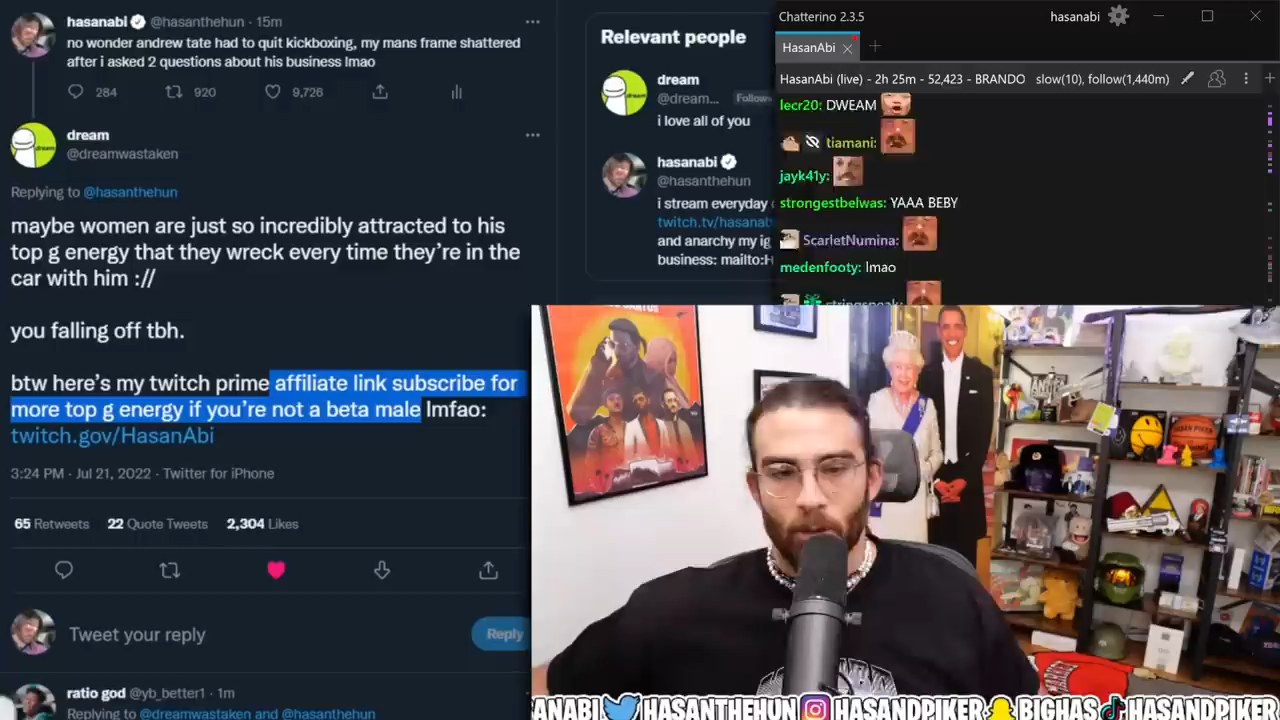 hasanabi @hasanthehun · 15m
no wonder andrew tate had to quit kickboxing, my mans frame shattered
after i asked 2 questions about his business lmao
284 920 9,726
dream
@dreamwastaken
Replying to @hasanthehun
maybe women are just so incredibly attracted to his
top g energy that they wreck every time they're in the
car with him ://
you falling off tbh.
btw here's my twitch prime affiliate link subscribe for
more top g energy if you're not a beta male lmfao:
twitch.gov/HasanAbi
3:24 PM · Jul 21, 2022 · Twitter for iPhone
65 Retweets 22 Quote Tweets 2,304 Likes
Tweet your reply
Reply
ratio god @yb_better1 · 1m
Replying to @dreamwastaken and @hasanthehun
Relevant people
dream
@dream...
Follow
i love all of you
hasanabi
@hasanthehun
i stream everyday
twitch.tv/hasanab
and anarchy my ig
business: mailto:H
Chatterino 2.3.5
hasanabi
HasanAbi
HasanAbi (live) - 2h 25m - 52,423 - BRANDO slow(10), follow(1,440m)
lecr20: DWEAM
tiamani:
jayk41y:
strongestbelwas: YAAA BEBY
ScarletNumina:
medenfooty: lmao
stringspeak:
ANABI HASANTHEHUN HASANDPIKER BIGHAS HASANDPIKER